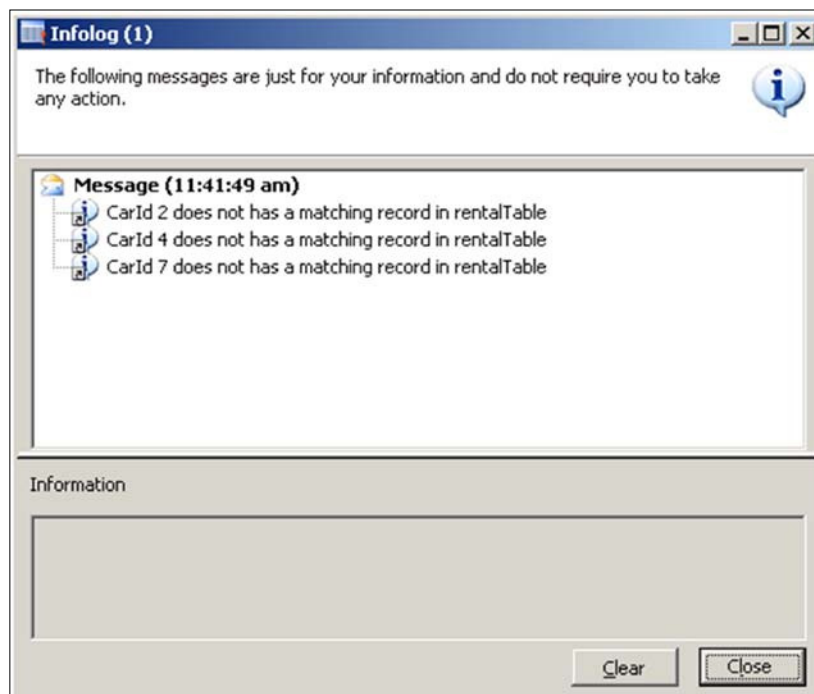 Infolog (1)
The following messages are just for your information and do not require you to take
any action.
Message (11:41:49 am)
CarId 2 does not has a matching record in rentalTable
CarId 4 does not has a matching record in rentalTable
CarId 7 does not has a matching record in rentalTable
Information
Clear
Close